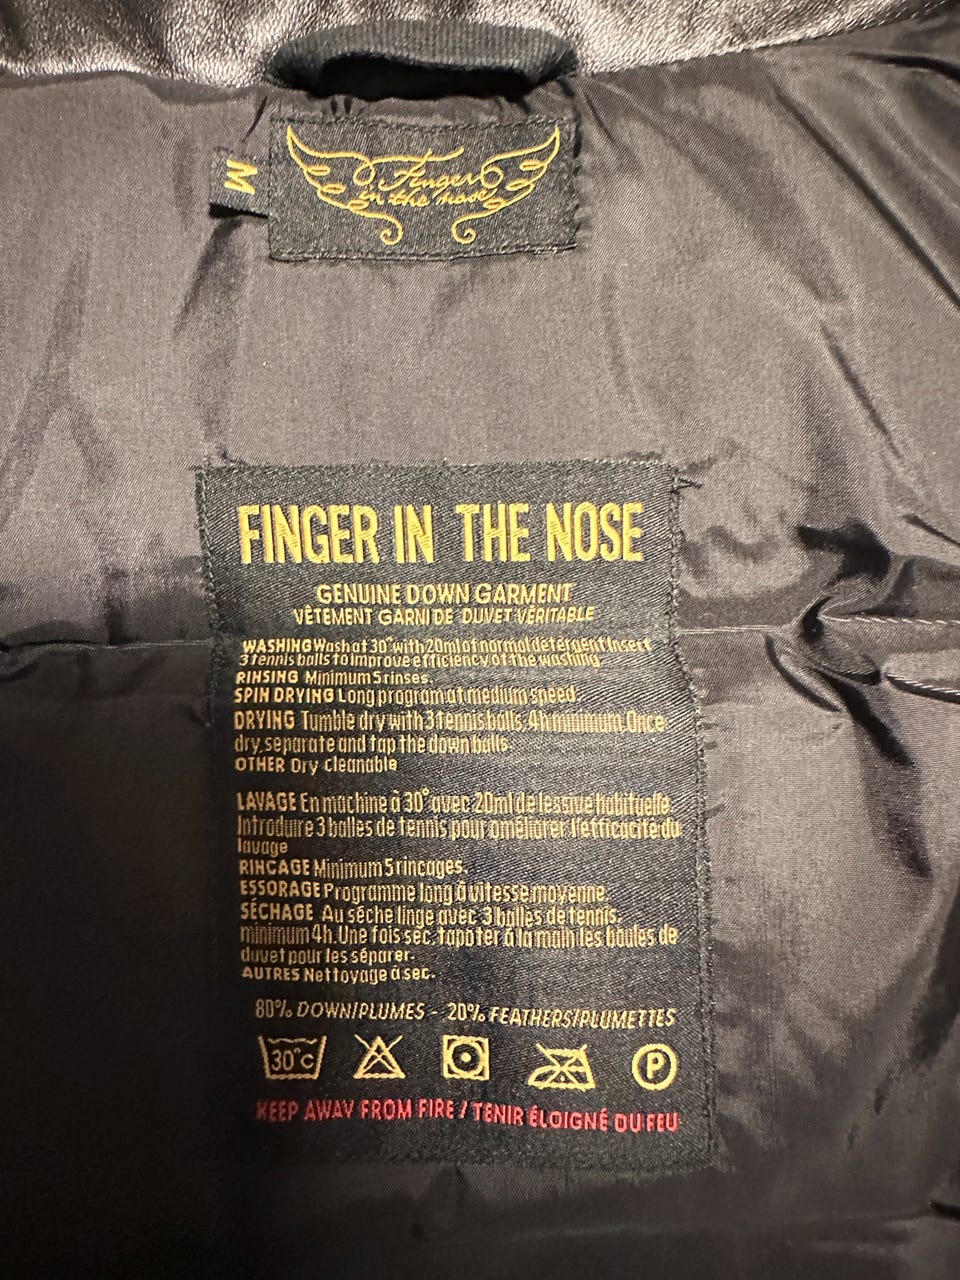 M
Finger
in the nose
FINGER IN THE NOSE
GENUINE DOWN GARMENT
VÊTEMENT GARNI DE DUVET VÉRITABLE
WASHING Wash at 30° with 20ml of normal détergent Insert
3 tennis balls to improve efficiency of the washing.
RINSING Minimum 5 rinses.
SPIN DRYING Long program at medium speed.
DRYING Tumble dry with 3 tennis balls, 4h minimum. Once
dry, separate and tap the down balls.
OTHER Dry cleanable
LAVAGE En machine à 30° avec 20ml de lessive habituelle.
Introduire 3 balles de tennis pour améliorer l'efficacité du
lavage
RINCAGE Minimum 5 rincages.
ESSORAGE Programme long à vitesse moyenne.
SÉCHAGE Au sèche linge avec 3 balles de tennis,
minimum 4h. Une fois sec, tapoter à la main les boules de
duvet pour les séparer.
AUTRES Nettoyage à sec.
80% DOWN/PLUMES - 20% FEATHERS/PLUMETTES
30°C P
KEEP AWAY FROM FIRE / TENIR ÉLOIGNÉ DU FEU